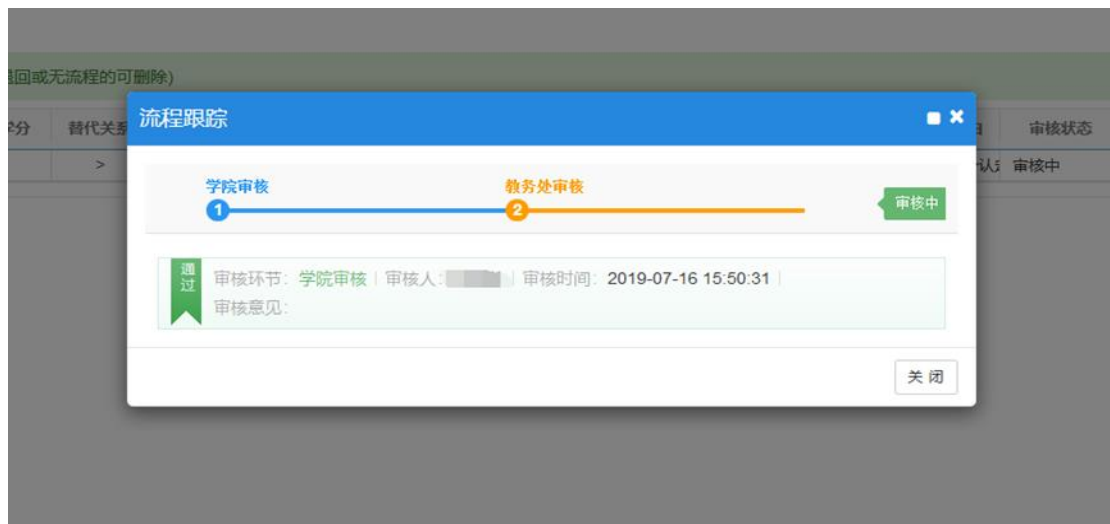 回或无流程的可删除)
学分 替代关系 审核状态
> 审核中
流程跟踪
学院审核 教务处审核
1 2
审核中
通过
审核环节: 学院审核 | 审核人: | 审核时间: 2019-07-16 15:50:31 |
审核意见:
关 闭